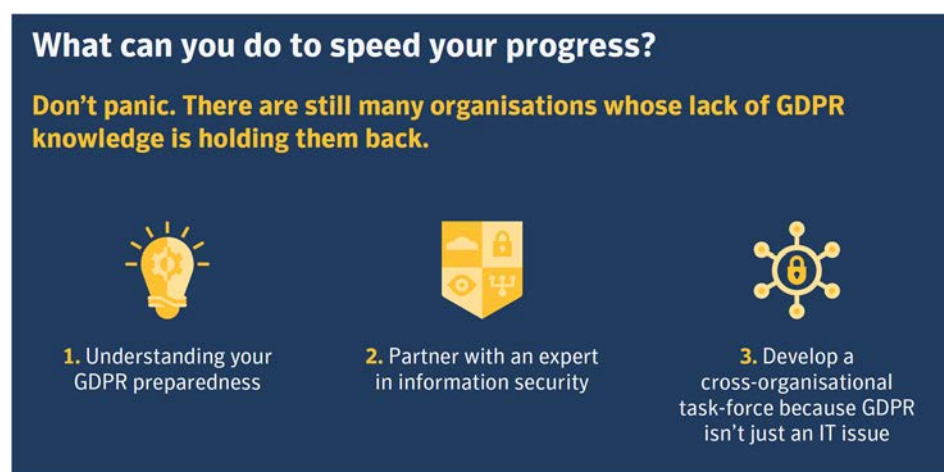 What can you do to speed your progress?
Don’t panic. There are still many organisations whose lack of GDPR
knowledge is holding them back.
1. Understanding your
GDPR preparedness
2. Partner with an expert
in information security
3. Develop a
cross-organisational
task-force because GDPR
isn’t just an IT issue